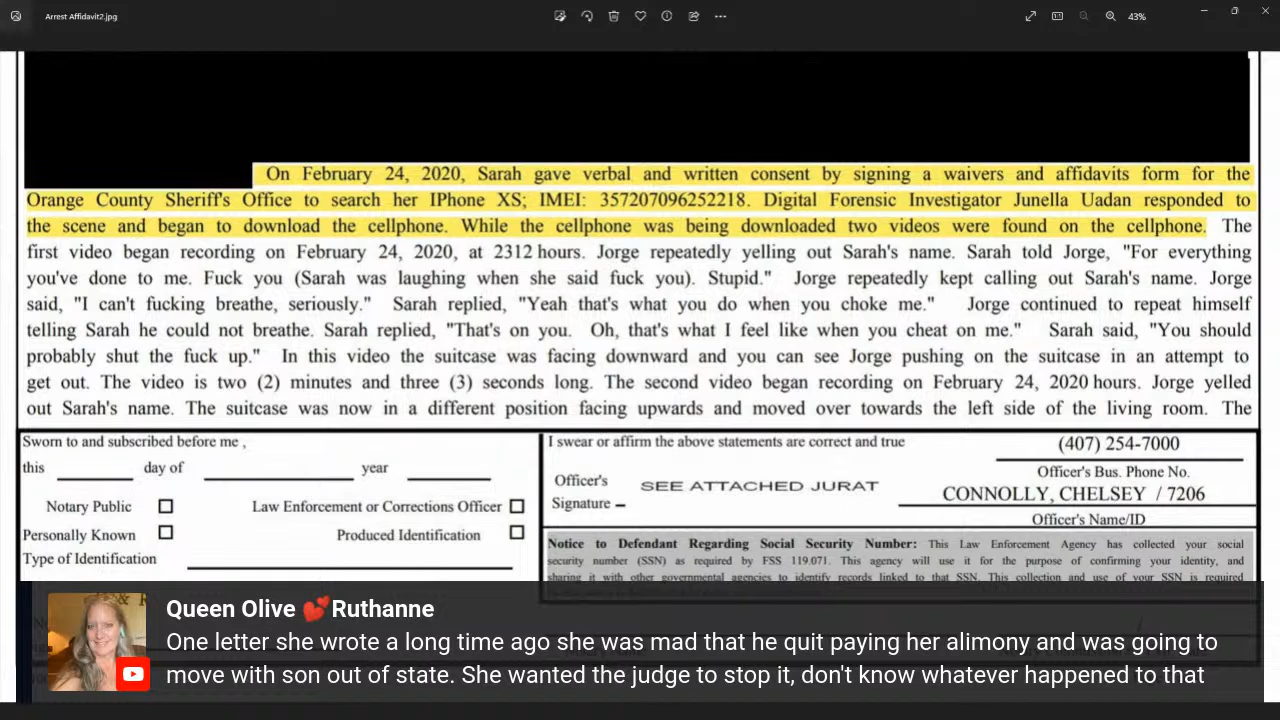 Arrest Affidavit2.jpg
43%
On February 24, 2020, Sarah gave verbal and written consent by signing a waivers and affidavits form for the
Orange County Sheriff's Office to search her IPhone XS; IMEI: 357207096252218. Digital Forensic Investigator Junella Uadan responded to
the scene and began to download the cellphone. While the cellphone was being downloaded two videos were found on the cellphone. The
first video began recording on February 24, 2020, at 2312 hours. Jorge repeatedly yelling out Sarah's name. Sarah told Jorge, "For everything
you've done to me. Fuck you (Sarah was laughing when she said fuck you). Stupid." Jorge repeatedly kept calling out Sarah's name. Jorge
said, "I can't fucking breathe, seriously." Sarah replied, "Yeah that's what you do when you choke me." Jorge continued to repeat himself
telling Sarah he could not breathe. Sarah replied, "That's on you. Oh, that's what I feel like when you cheat on me." Sarah said, "You should
probably shut the fuck up." In this video the suitcase was facing downward and you can see Jorge pushing on the suitcase in an attempt to
get out. The video is two (2) minutes and three (3) seconds long. The second video began recording on February 24, 2020 hours. Jorge yelled
out Sarah's name. The suitcase was now in a different position facing upwards and moved over towards the left side of the living room. The
Sworn to and subscribed before me ,
this day of year
Notary Public Law Enforcement or Corrections Officer
Personally Known Produced Identification
Type of Identification
I swear or affirm the above statements are correct and true
(407) 254-7000
Officer's Bus. Phone No.
Officer's
Signature
SEE ATTACHED JURAT
CONNOLLY, CHELSEY / 7206
Officer's Name/ID
Notice to Defendant Regarding Social Security Number: This Law Enforcement Agency has collected your social
security number (SSN) as required by FSS 119.071. This agency will use it for the purpose of confirming your identity, and
sharing it with other governmental agencies to identify records linked to that SSN. This collection and use of your SSN is required
Queen Olive 💕Ruthanne
One letter she wrote a long time ago she was mad that he quit paying her alimony and was going to
move with son out of state. She wanted the judge to stop it, don't know whatever happened to that